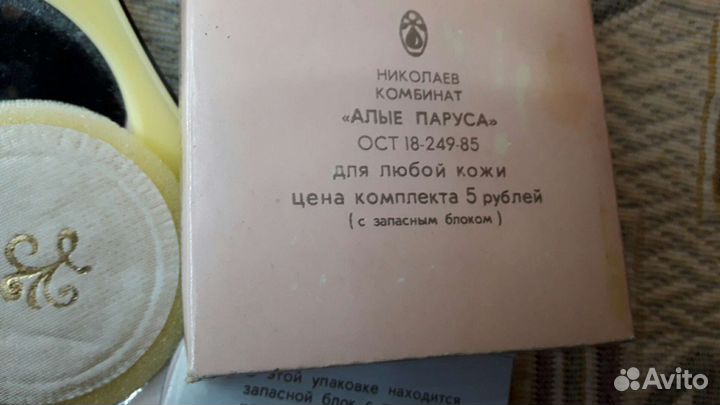 НИКОЛАЕВ
КОМБИНАТ
«АЛЫЕ ПАРУСА»
ОСТ 18-249-85
для любой кожи
цена комплекта 5 рублей
(с запасным блоком)
этой упаковке находится
запасной блок с
Avito